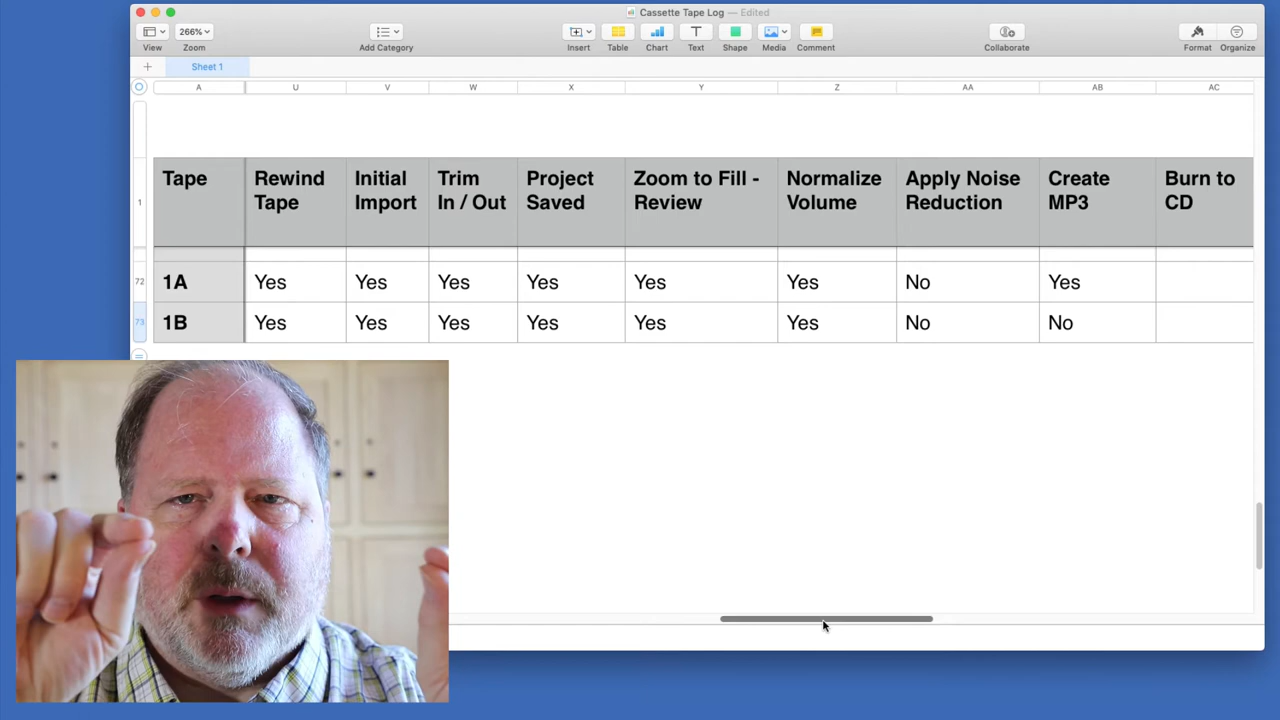 Cassette Tape Log — Edited
266%
View Zoom Add Category Insert Table Chart Text Shape Media Comment Collaborate Format Organize
+ Sheet 1
A U V W X Y Z AA AB AC
Tape Rewind Initial Trim Project Zoom to Fill - Normalize Apply Noise Create Burn to
Tape Import In / Out Saved Review Volume Reduction MP3 CD
1
72 1A Yes Yes Yes Yes Yes Yes No Yes
73 1B Yes Yes Yes Yes Yes Yes No No